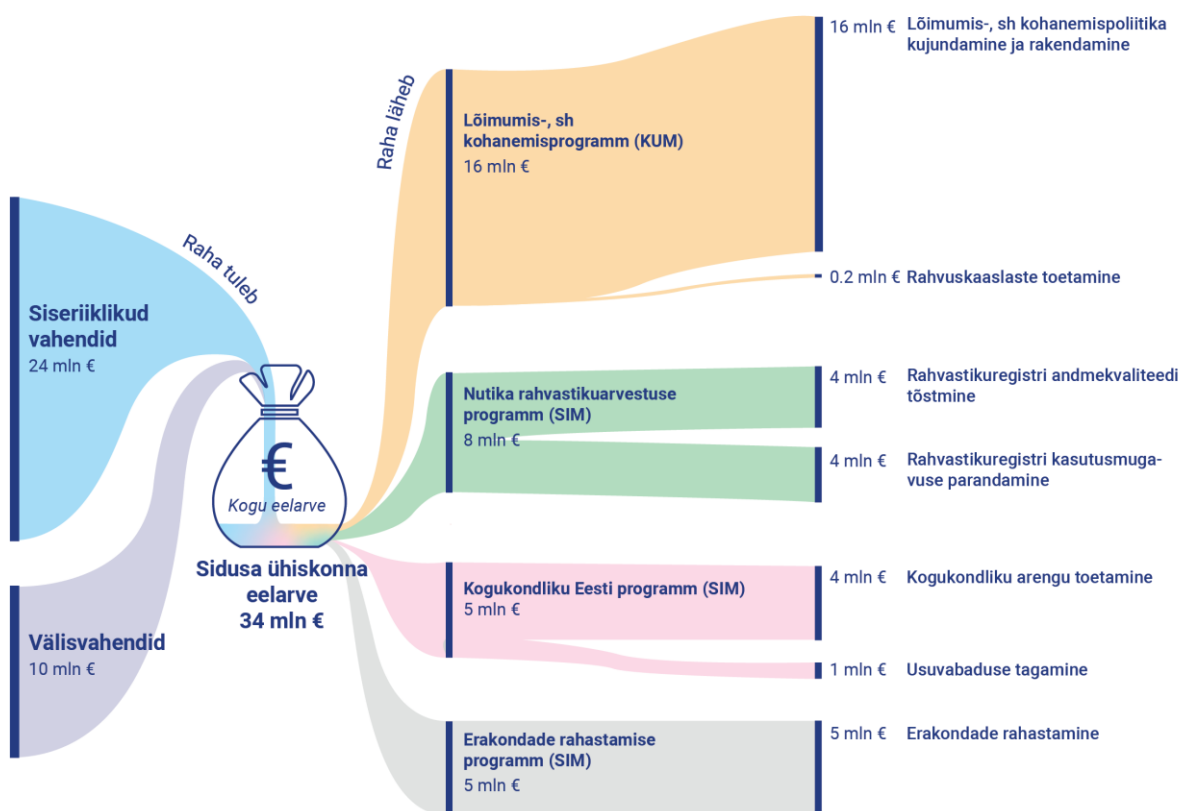 Raha tuleb
Siseriiklikud
vahendid
24 mln €
Välisvahendid
10 mln €
€
Kogu eelarve
Sidusa ühiskonna
eelarve
34 mln €
Raha läheb
Lõimumis-, sh
kohanemisprogramm (KUM)
16 mln €
16 mln € Lõimumis-, sh kohanemispoliitika
kujundamine ja rakendamine
0.2 mln € Rahvuskaaslaste toetamine
Nutika rahvastikuarvestuse
programm (SIM)
8 mln €
4 mln € Rahvastikuregistri andmekvaliteedi
tõstmine
4 mln € Rahvastikuregistri kasutusmuga-
vuse parandamine
Kogukondliku Eesti programm (SIM)
5 mln €
4 mln € Kogukondliku arengu toetamine
1 mln € Usuvabaduse tagamine
Erakondade rahastamise
programm (SIM)
5 mln €
5 mln € Erakondade rahastamine